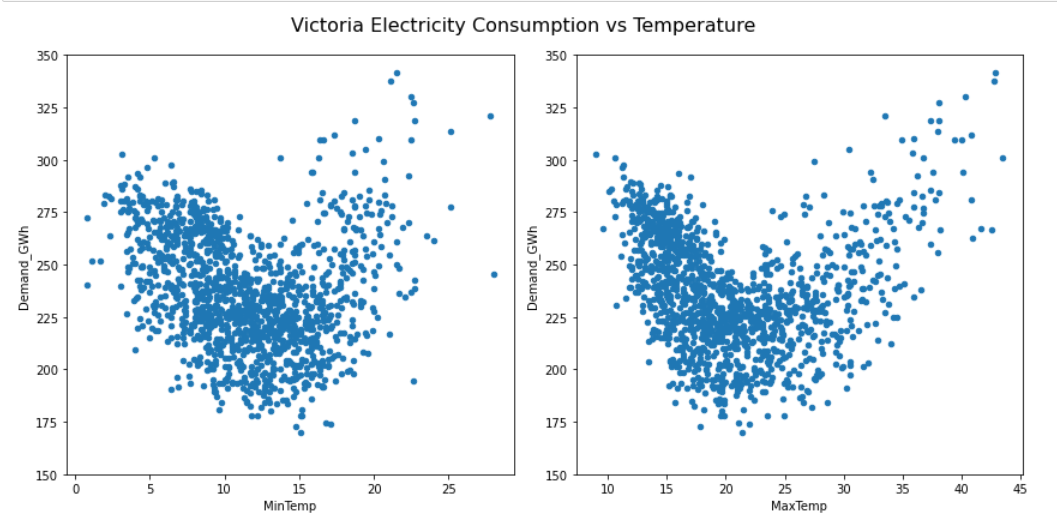 Victoria Electricity Consumption vs Temperature
350
325
300
275
250
225
200
175
150
Demand_GWh
0 5 10 15 20 25
MinTemp
350
325
300
275
250
225
200
175
150
Demand_GWh
10 15 20 25 30 35 40 45
MaxTemp